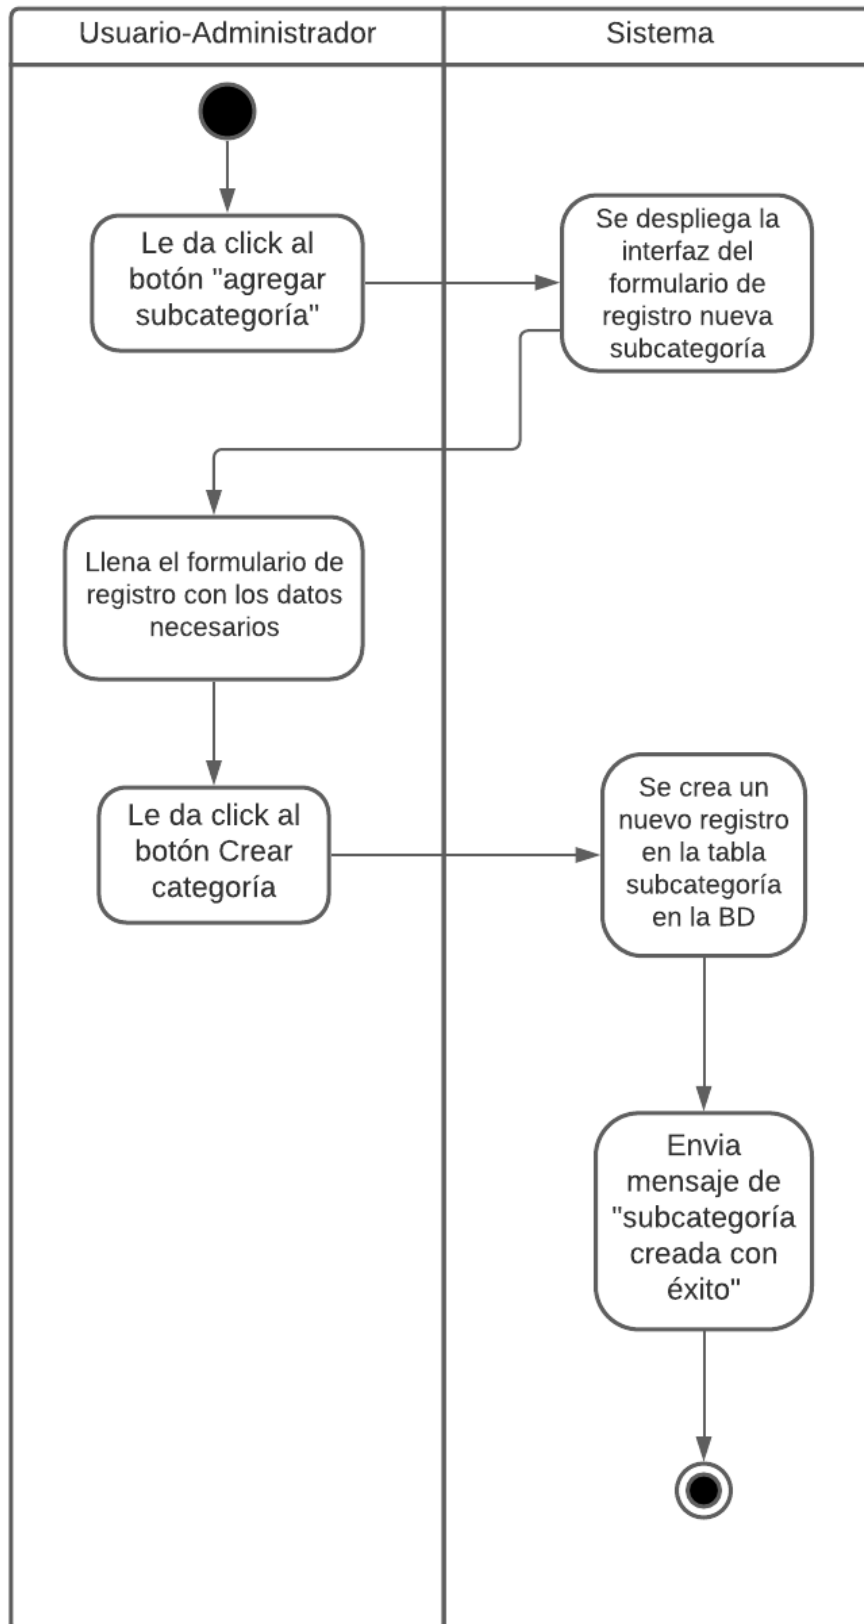 Usuario-Administrador
Sistema
Le da click al
botón "agregar
subcategoría"
Se despliega la
interfaz del
formulario de
registro nueva
subcategoría
Llena el formulario de
registro con los datos
necesarios
Le da click al
botón Crear
categoría
Se crea un
nuevo registro
en la tabla
subcategoría
en la BD
Envia
mensaje de
"subcategoría
creada con
éxito"